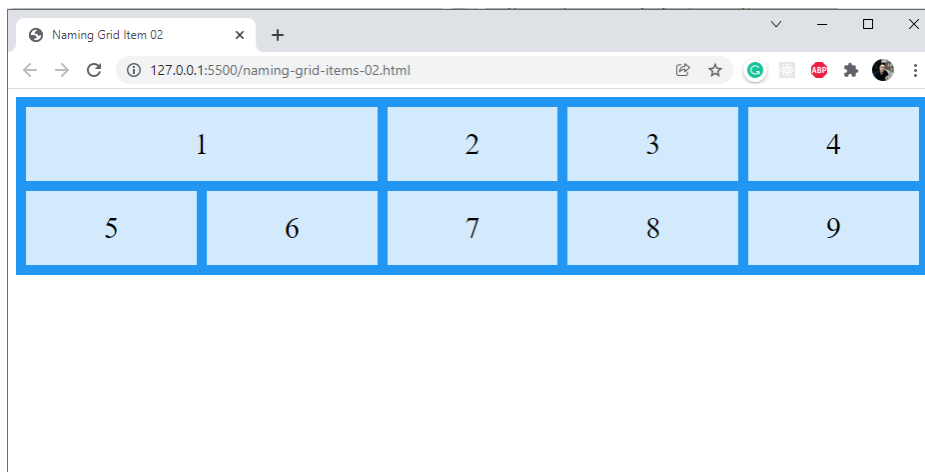 Naming Grid Item 02
127.0.0.1:5500/naming-grid-items-02.html
G ABP
1 2 3 4
5 6 7 8 9